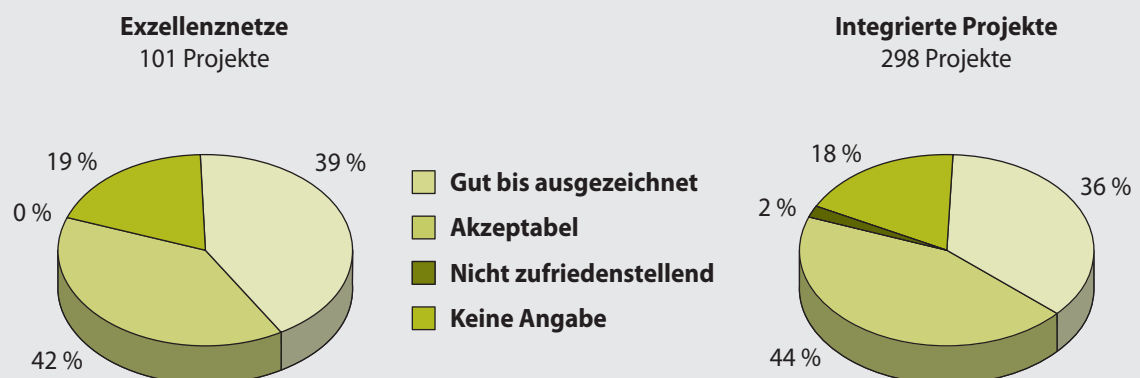 Exzellenznetze
101 Projekte
19 %
39 %
0 %
42 %
Gut bis ausgezeichnet
Akzeptabel
Nicht zufriedenstellend
Keine Angabe
Integrierte Projekte
298 Projekte
18 %
36 %
2 %
44 %